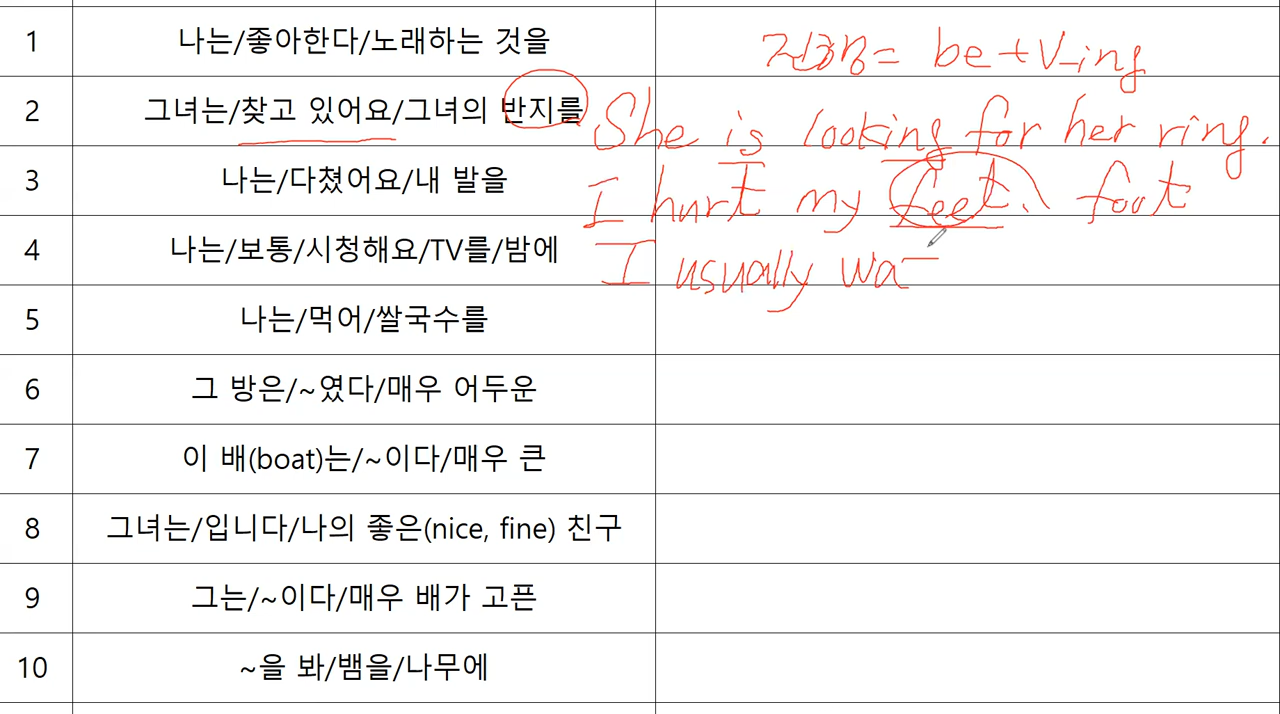 1 나는/좋아한다/노래하는 것을 진행 = be + V-ing
2 그녀는/찾고 있어요/그녀의 반지를 She is looking for her ring.
3 나는/다쳤어요/내 발을 I hurt my feet. foot
4 나는/보통/시청해요/TV를/밤에 I usually wat
5 나는/먹어/쌀국수를
6 그 방은/~였다/매우 어두운
7 이 배(boat)는/~이다/매우 큰
8 그녀는/입니다/나의 좋은(nice, fine) 친구
9 그는/~이다/매우 배가 고픈
10 ~을 봐/뱀을/나무에